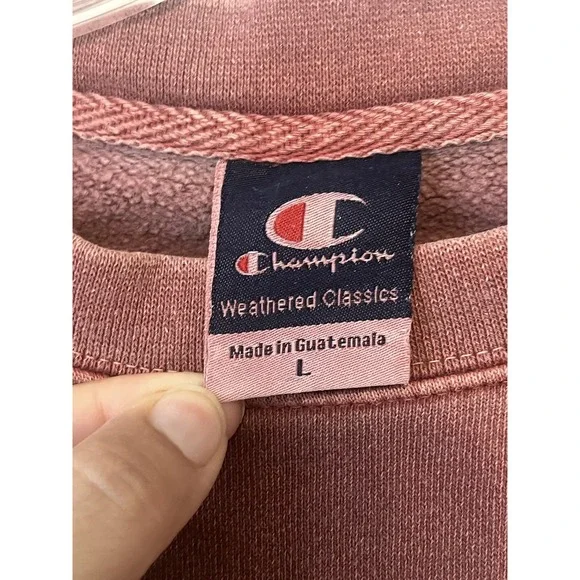 Champion
Weathered Classics
Made in Guatemala
L